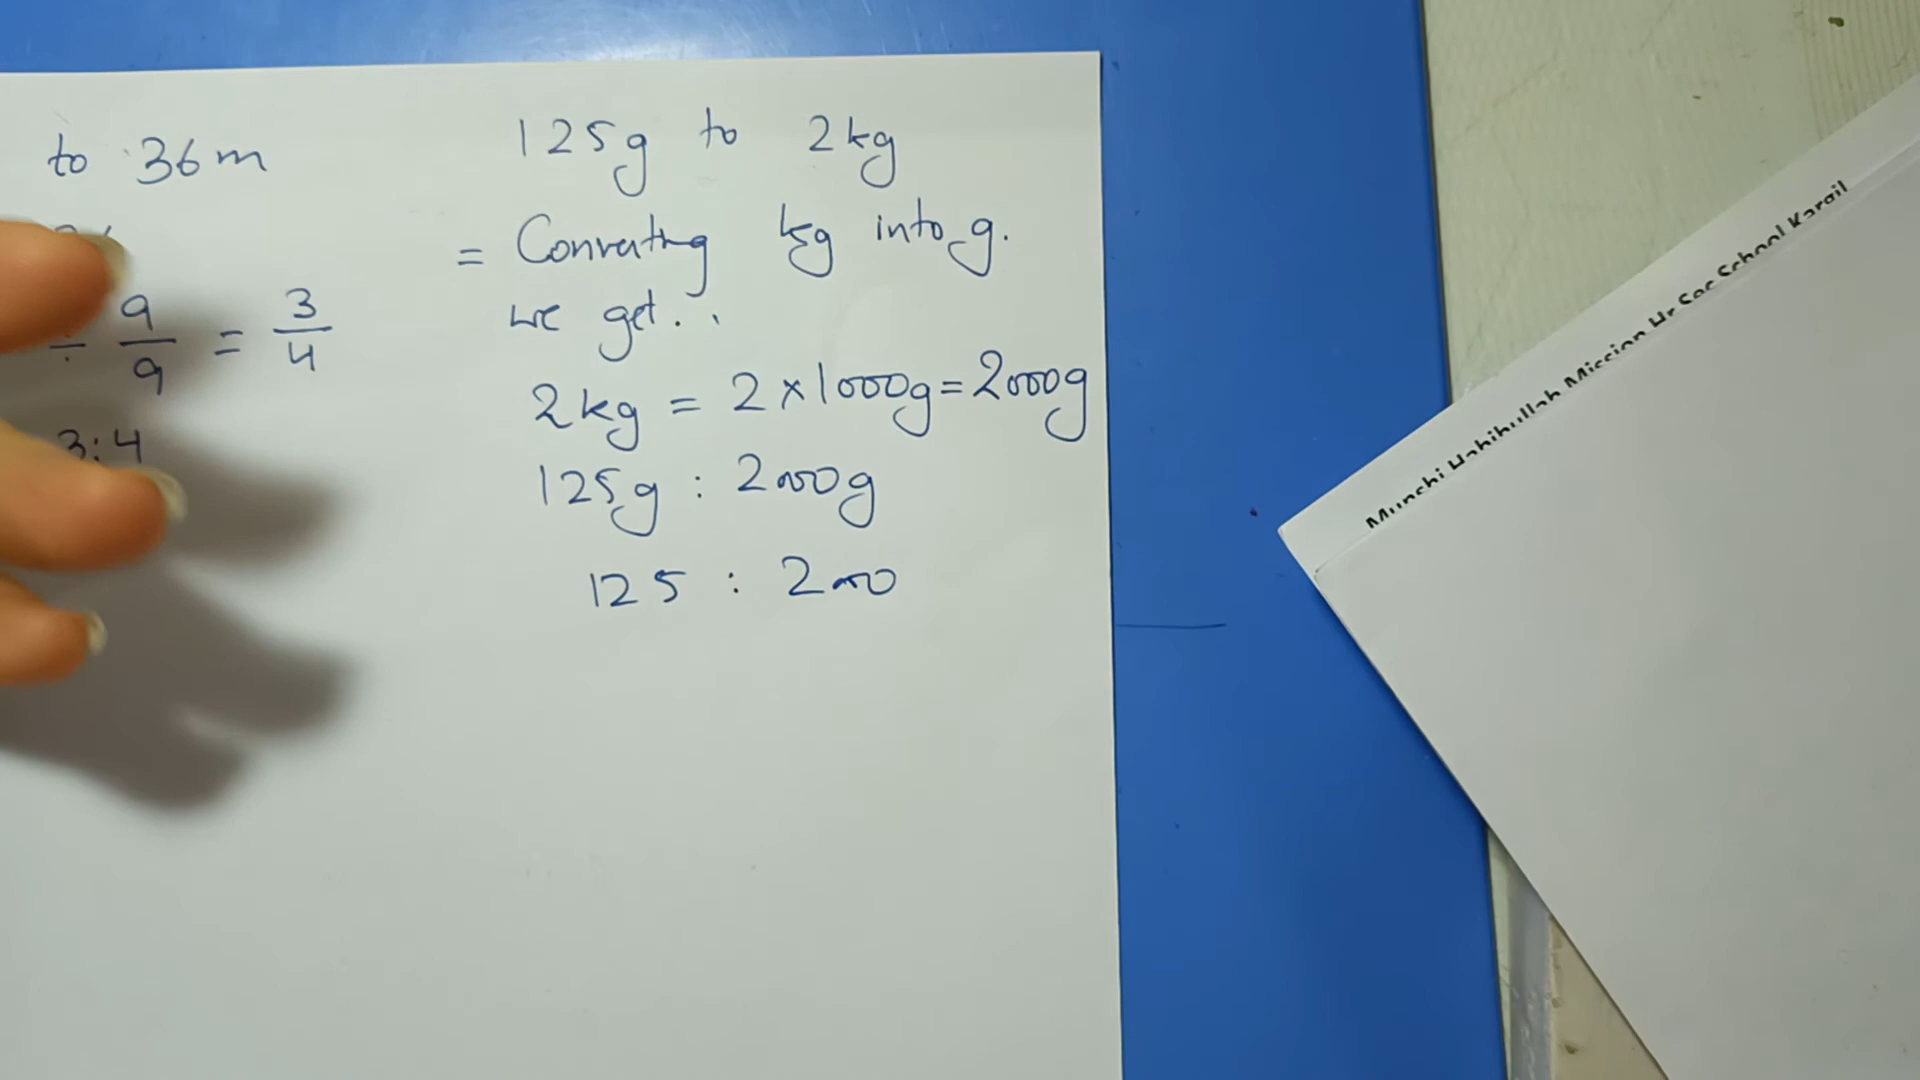 to 36m
÷ 9/9 = 3/4
3:4
125g to 2kg
= Converting kg into g.
we get..
2kg = 2×1000g=2000g
125g : 2000g
125 : 2000
Munshi Habibullah Mission Hr Sec School Karail